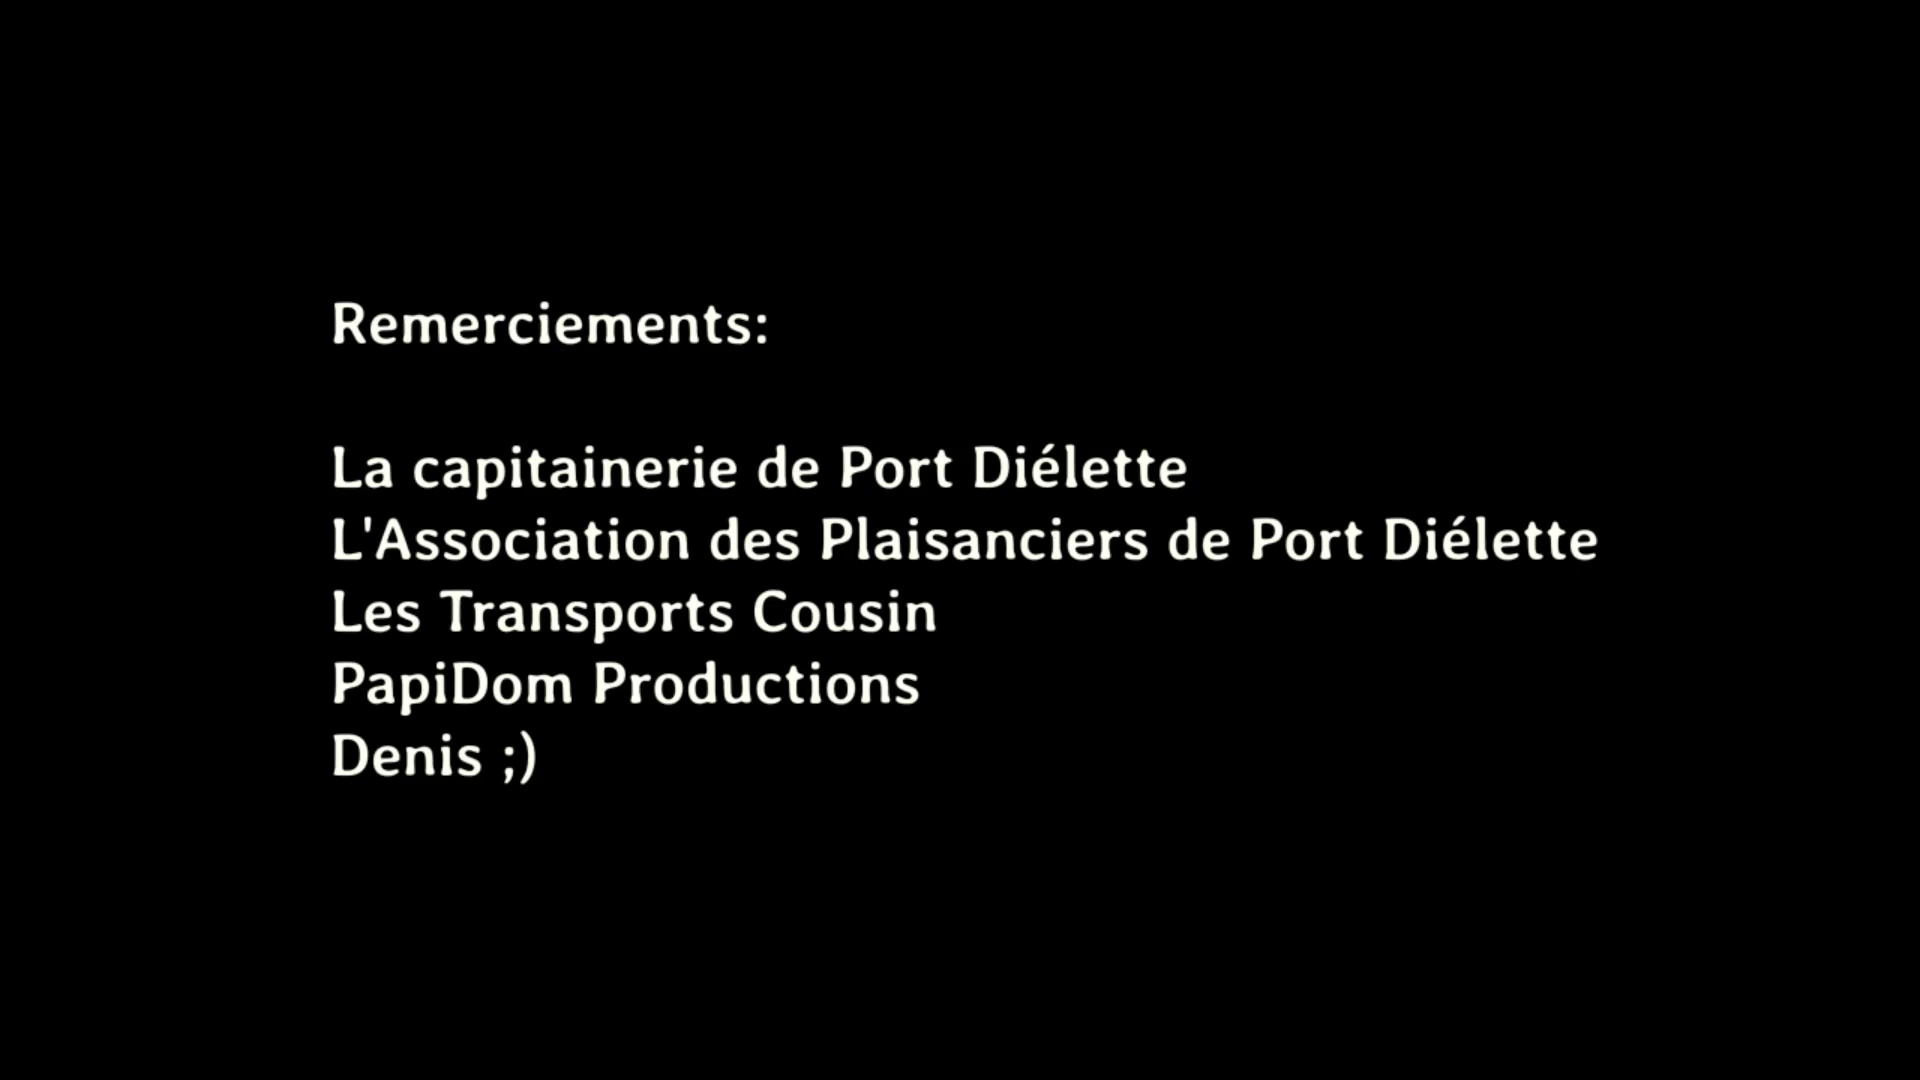 Remerciements:
La capitainerie de Port Diélette
L'Association des Plaisanciers de Port Diélette
Les Transports Cousin
PapiDom Productions
Denis ;)